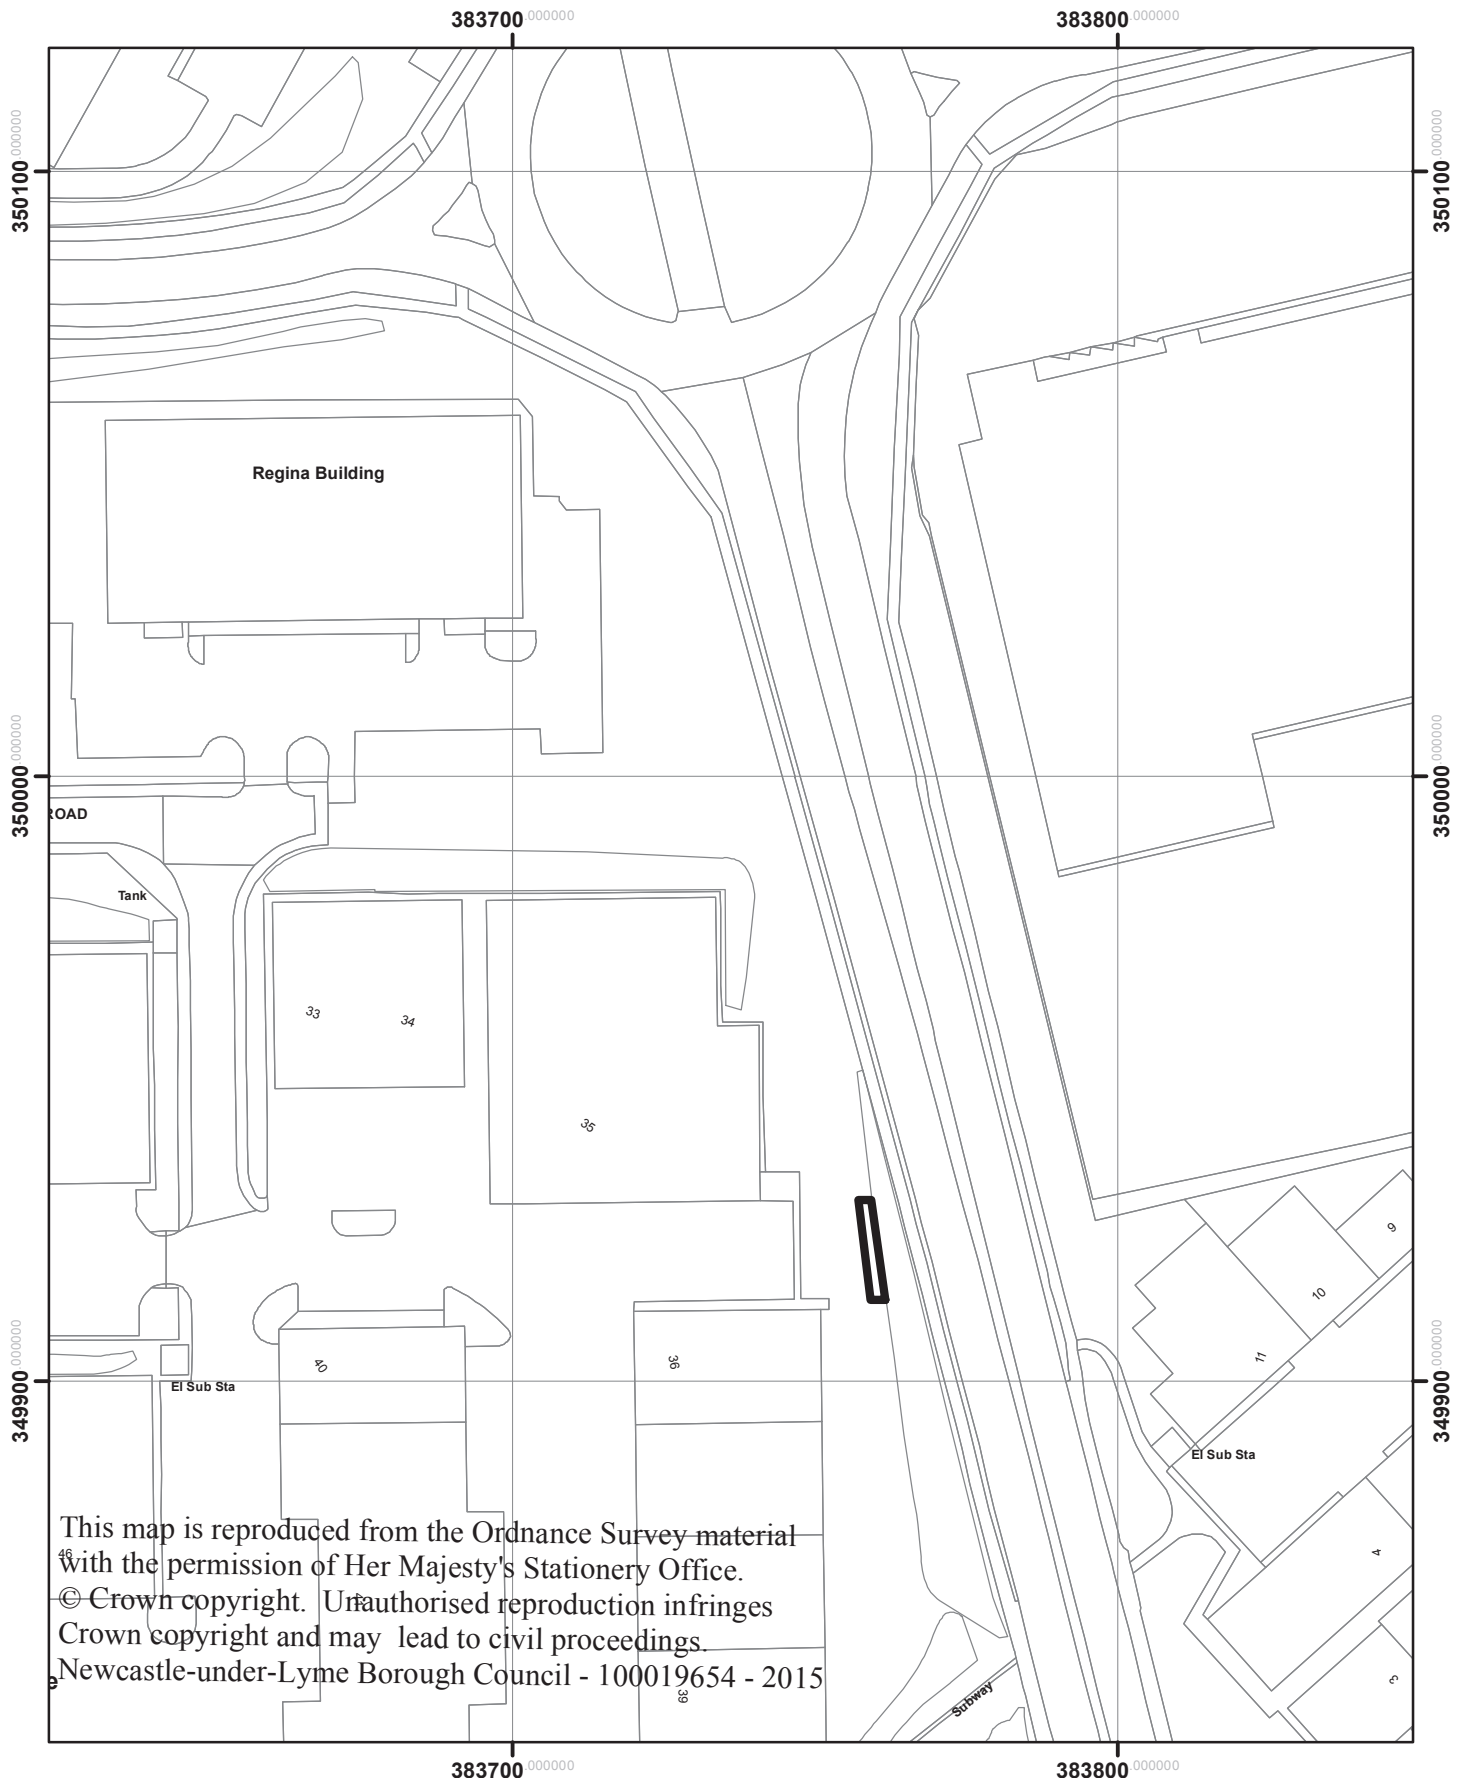 383700.000000
383800.000000
350100.000000
350100.000000
Regina Building
350000.000000
350000.000000
ROAD
Tank
33
34
35
9
10
11
40
36
349900.000000
349900.000000
El Sub Sta
El Sub Sta
4
This map is reproduced from the Ordnance Survey material
46
with the permission of Her Majesty's Stationery Office.
© Crown copyright. Unauthorised reproduction infringes
Crown copyright and may lead to civil proceedings.
Newcastle-under-Lyme Borough Council - 100019654 - 2015
e
39
Subway
3
383700.000000
383800.000000